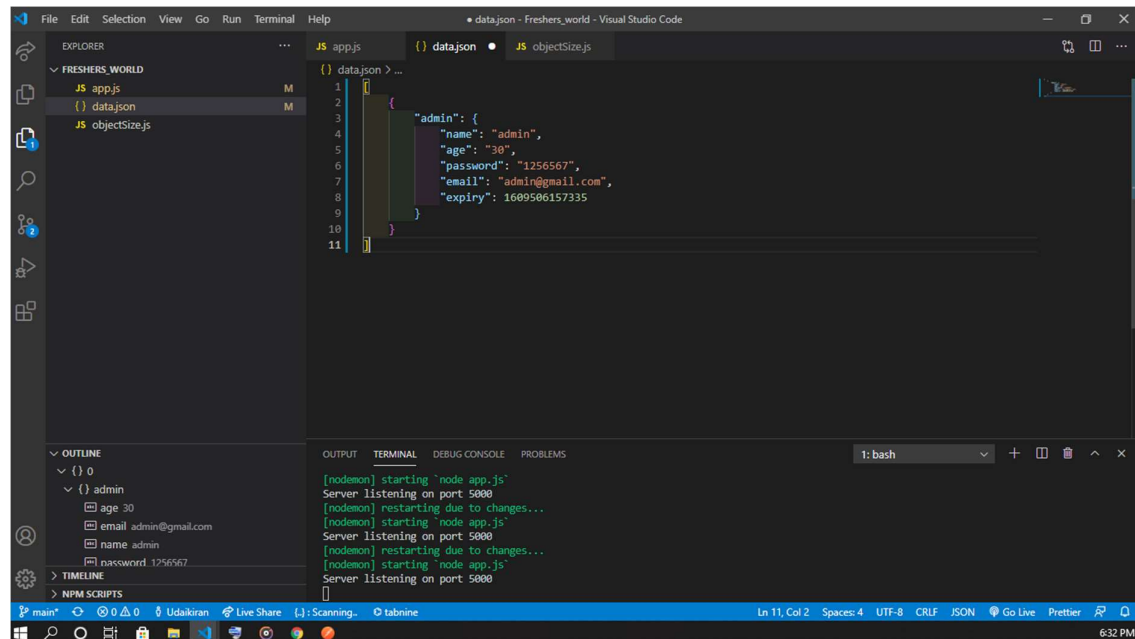 File Edit Selection View Go Run Terminal Help
● data.json - Freshers_world - Visual Studio Code
EXPLORER
FRESHERS_WORLD
JS app.js M
{ } data.json M
JS objectSize.js
JS app.js { } data.json ● JS objectSize.js
{ } data.json > ...
1 [
2 {
3 "admin": {
4 "name": "admin",
5 "age": "30",
6 "password": "1256567",
7 "email": "admin@gmail.com",
8 "expiry": 1609506157335
9 }
10 }
11 ]
1
2
OUTLINE
{ } 0
{ } admin
age 30
email admin@gmail.com
name admin
password 1256567
TIMELINE
NPM SCRIPTS
OUTPUT TERMINAL DEBUG CONSOLE PROBLEMS
1: bash
[nodemon] starting `node app.js`
Server listening on port 5000
[nodemon] restarting due to changes...
[nodemon] starting `node app.js`
Server listening on port 5000
[nodemon] restarting due to changes...
[nodemon] starting `node app.js`
Server listening on port 5000
main* 0 0 Udaikiran Live Share {..} : Scanning.. tabnine Ln 11, Col 2 Spaces: 4 UTF-8 CRLF JSON Go Live Prettier
6:32 PM